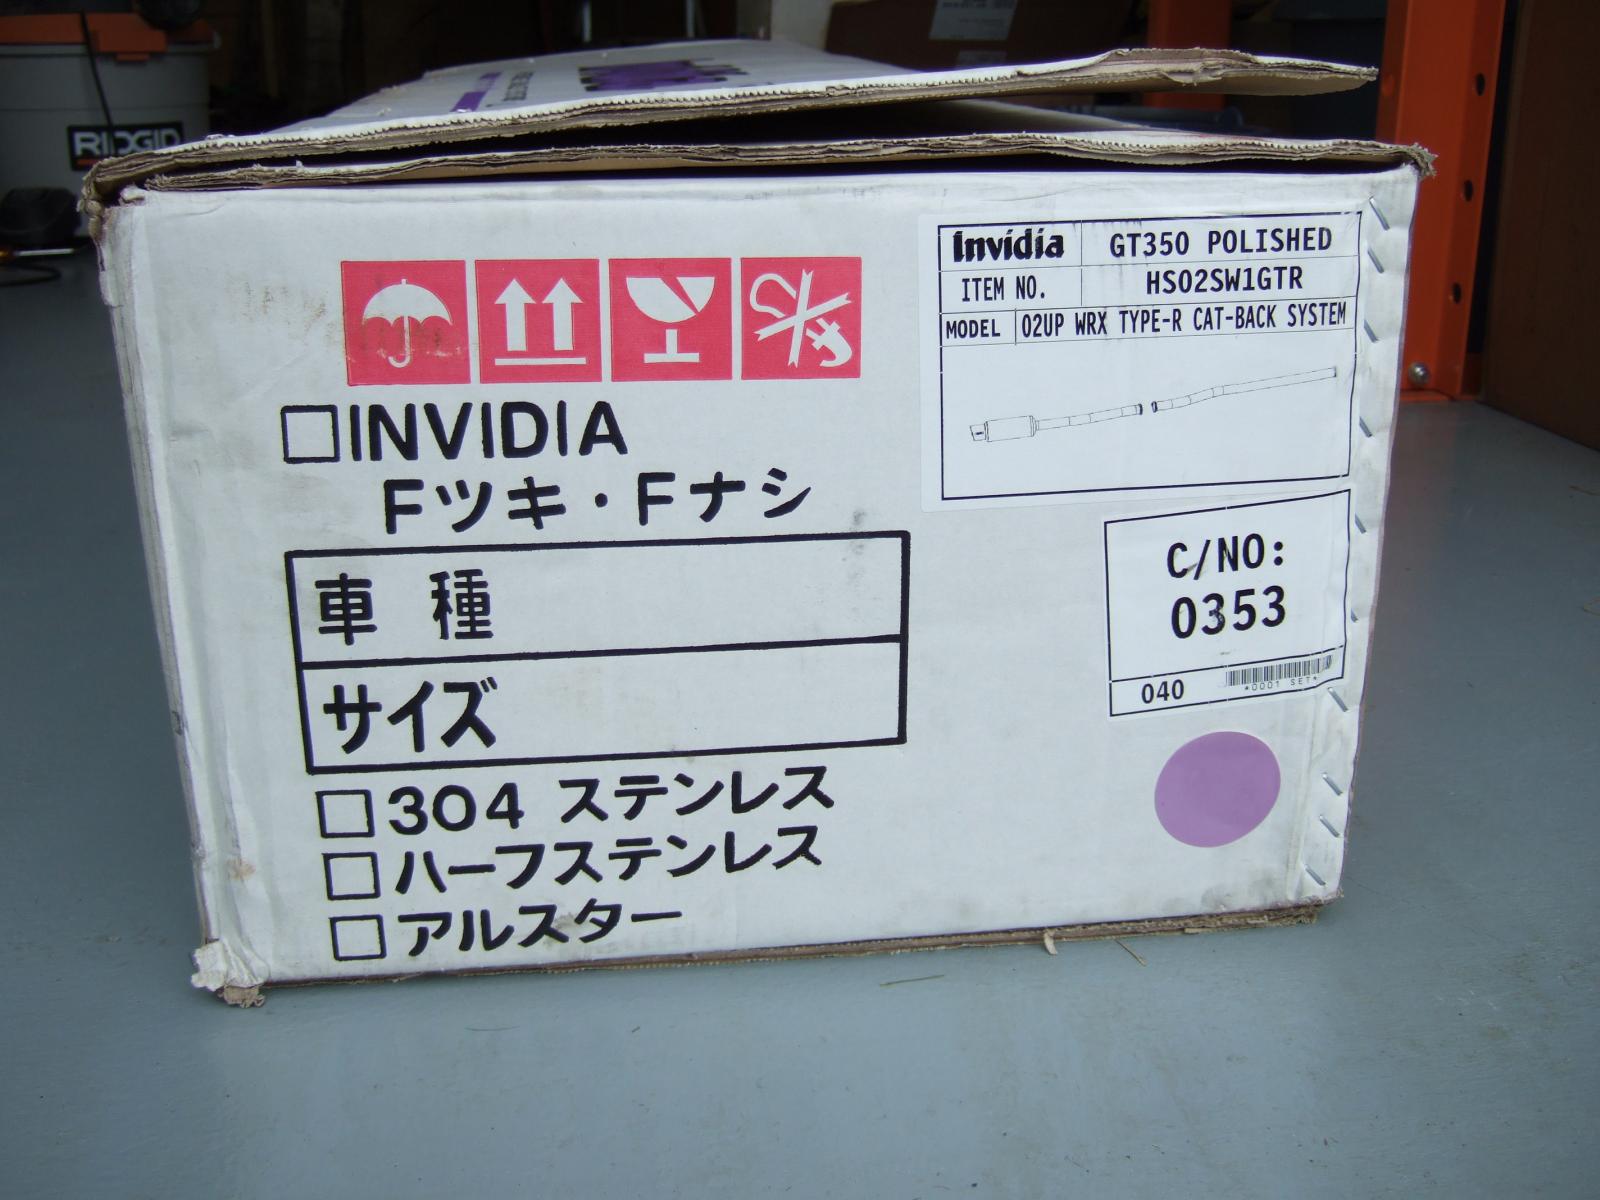 RIDGID
Invidia GT350 POLISHED
ITEM NO. HS02SW1GTR
MODEL 02UP WRX TYPE-R CAT-BACK SYSTEM
INVIDIA
Fツキ・Fナシ
車種
サイズ
304 ステンレス
ハーフステンレス
アルスター
C/NO:
0353
040
*0001 SET*